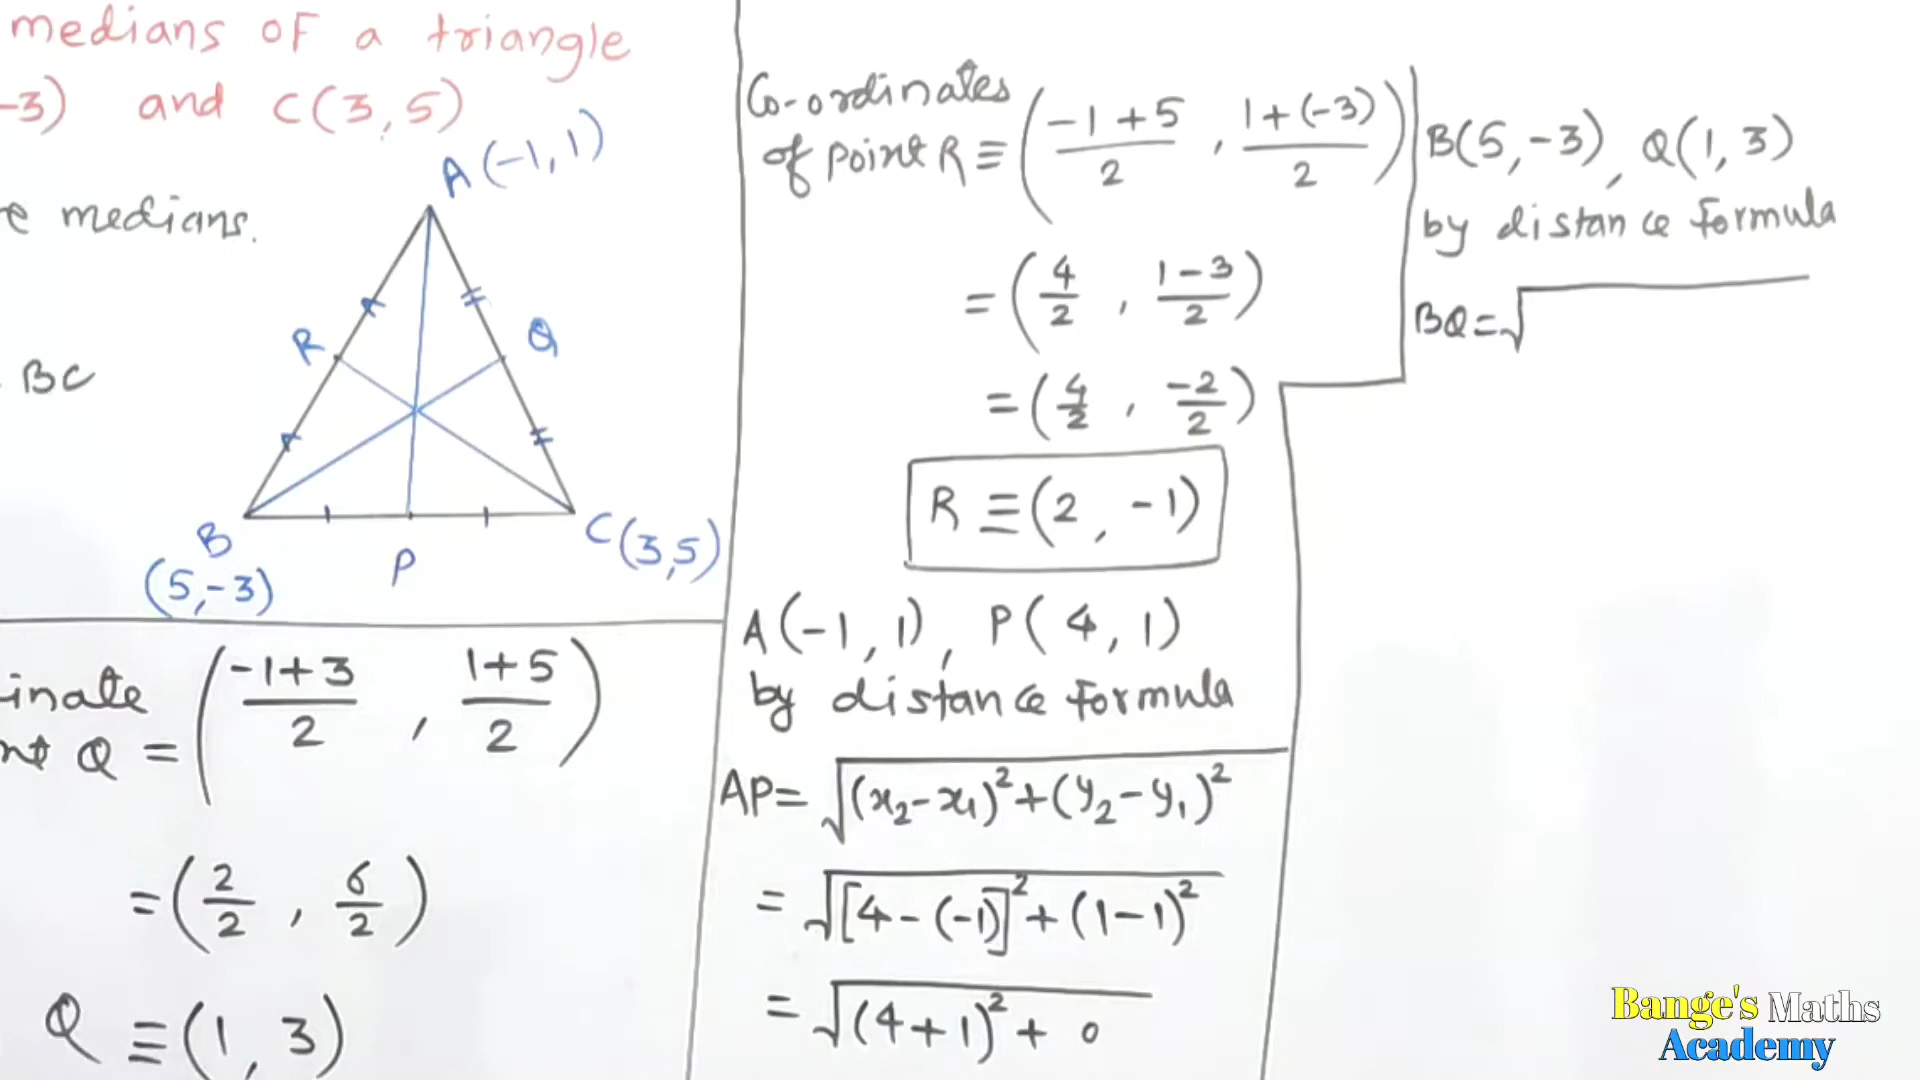 medians of a triangle
-3) and C(3,5)
A(-1,1)
e medians.
R
Q
BC
B
C(3,5)
(5,-3)
P
inate
nt Q = (-1+3/2 , 1+5/2)
= (2/2 , 6/2)
Q ≡ (1, 3)
Co-ordinates
of point R ≡ (-1+5/2 , 1+(-3)/2)
= (4/2 , 1-3/2)
= (4/2 , -2/2)
R ≡ (2, -1)
A(-1, 1), P(4, 1)
by distance formula
AP = √(x₂-x₁)²+(y₂-y₁)²
= √[4-(-1)]²+(1-1)²
= √(4+1)²+0
B(5,-3), Q(1,3)
by distance formula
BQ = √
Bange's Maths
Academy